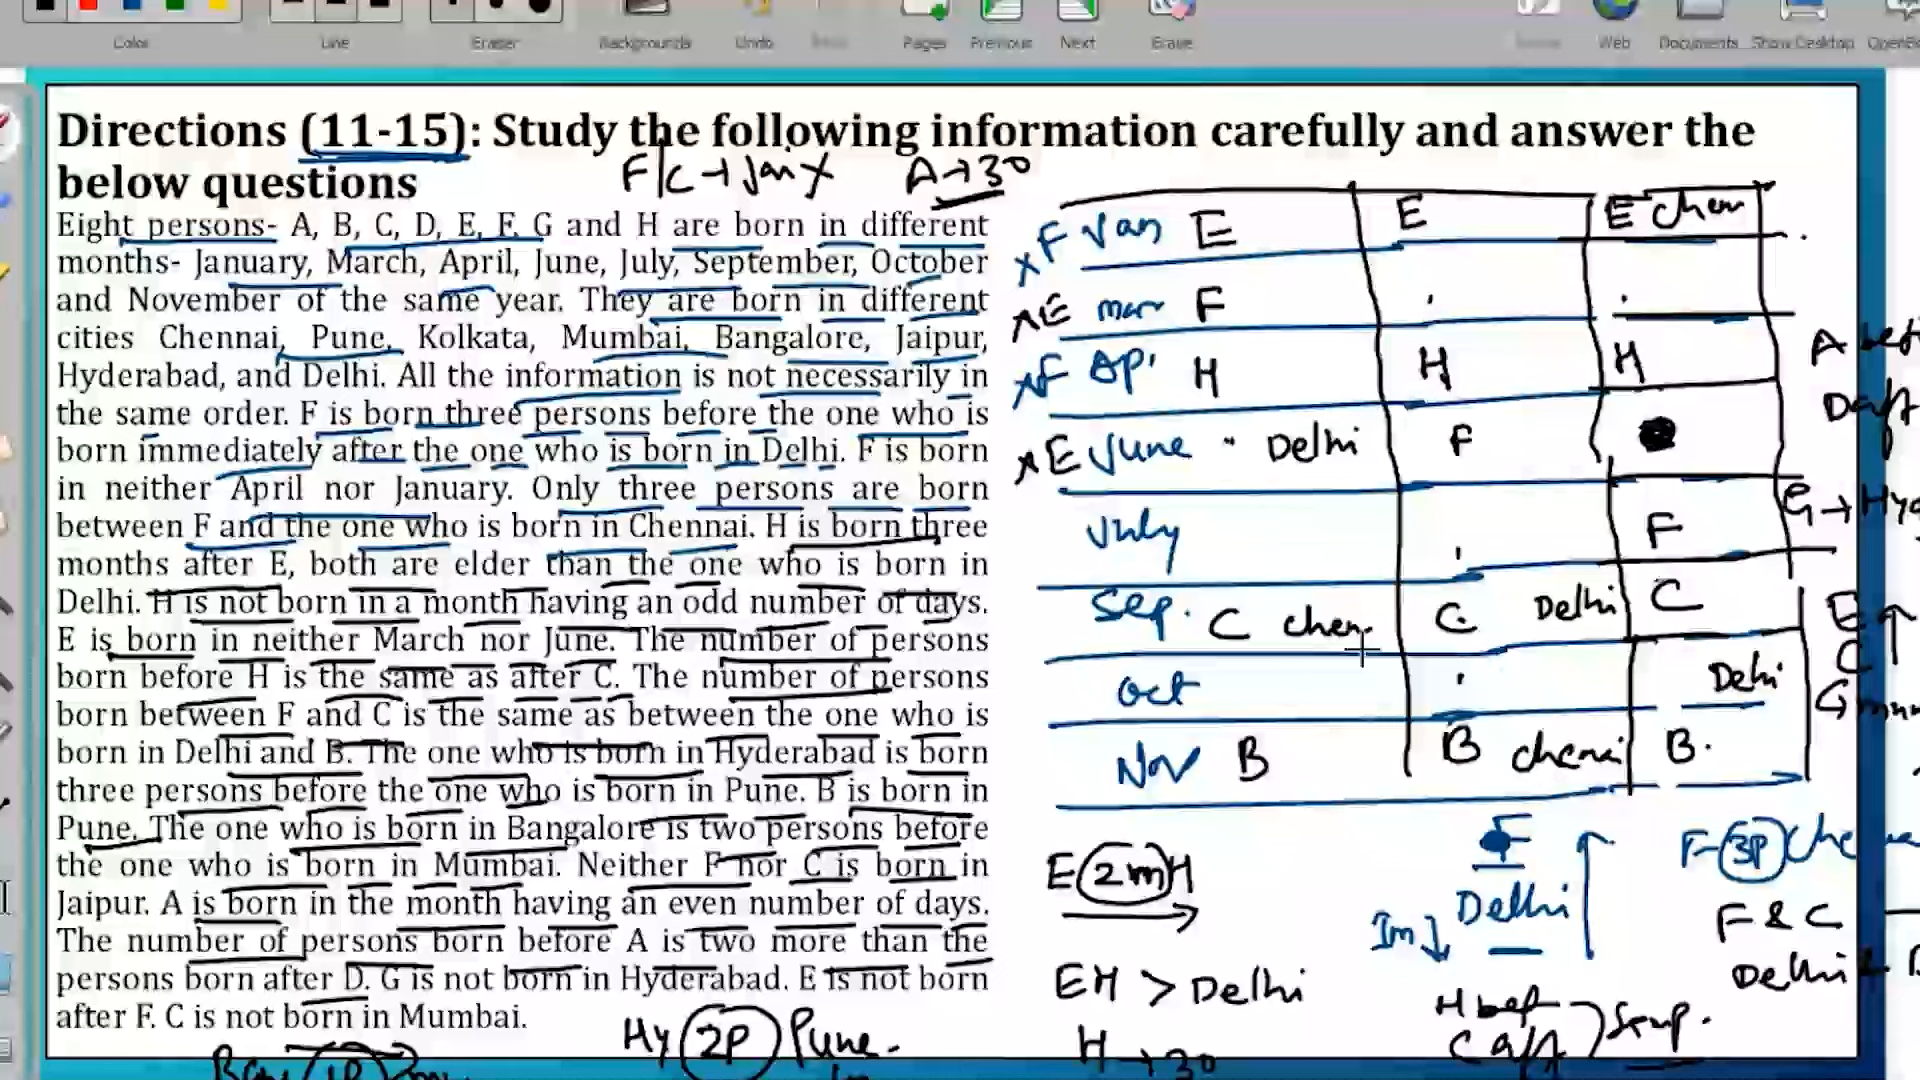 Color Line Eraser Backgrounds Undo Pages Previous Next Erase Web Documents Show Desktop
Directions (11-15): Study the following information carefully and answer the
below questions
F/C → Jan X A → 30
Eight persons- A, B, C, D, E, F, G and H are born in different
months- January, March, April, June, July, September, October
and November of the same year. They are born in different
cities Chennai, Pune, Kolkata, Mumbai, Bangalore, Jaipur,
Hyderabad, and Delhi. All the information is not necessarily in
the same order. F is born three persons before the one who is
born immediately after the one who is born in Delhi. F is born
in neither April nor January. Only three persons are born
between F and the one who is born in Chennai. H is born three
months after E, both are elder than the one who is born in
Delhi. H is not born in a month having an odd number of days.
E is born in neither March nor June. The number of persons
born before H is the same as after C. The number of persons
born between F and C is the same as between the one who is
born in Delhi and B. The one who is born in Hyderabad is born
three persons before the one who is born in Pune. B is born in
Pune. The one who is born in Bangalore is two persons before
the one who is born in Mumbai. Neither F nor C is born in
Jaipur. A is born in the month having an even number of days.
The number of persons born before A is two more than the
persons born after D. G is not born in Hyderabad. E is not born
after F. C is not born in Mumbai.
xF Jan E E E chen
xE mar F
xF Ap. H H H
xE June Delhi F
July F
Sep. C chen. C Delhi C
Oct Delhi
Nov B B chenai B.
A
Daft
G → Hyd
E
C
G
E 2m H
F
Im Delhi
F 3P Che
F & C
Delhi
EH > Delhi
H bef
C aft
H → 30
Hy 2P Pune.